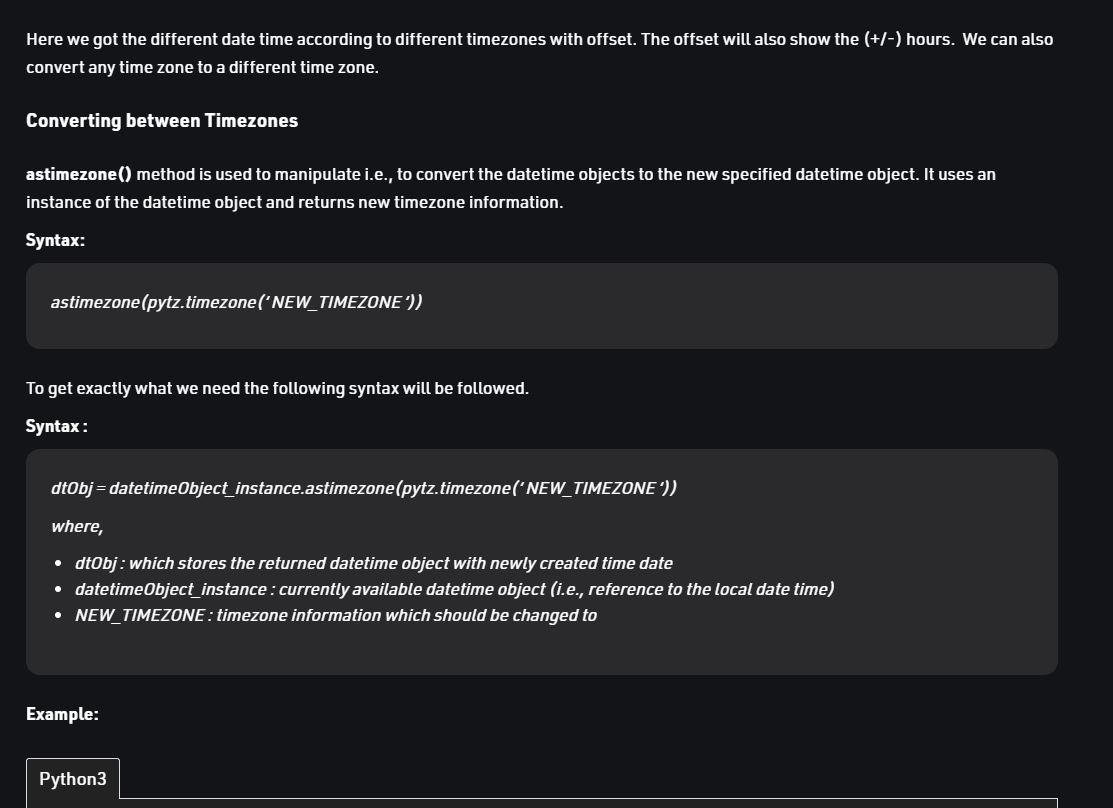 Here we got the different date time according to different timezones with offset. The offset will also show the (+/-) hours.  We can also
convert any time zone to a different time zone.
Converting between Timezones
astimezone() method is used to manipulate i.e., to convert the datetime objects to the new specified datetime object. It uses an
instance of the datetime object and returns new timezone information.
Syntax:
astimezone(pytz.timezone(‘NEW_TIMEZONE‘))
To get exactly what we need the following syntax will be followed.
Syntax :
dtObj = datetimeObject_instance.astimezone(pytz.timezone(‘NEW_TIMEZONE‘))
where,
• dtObj : which stores the returned datetime object with newly created time date
• datetimeObject_instance : currently available datetime object (i.e., reference to the local date time)
• NEW_TIMEZONE : timezone information which should be changed to
Example:
Python3